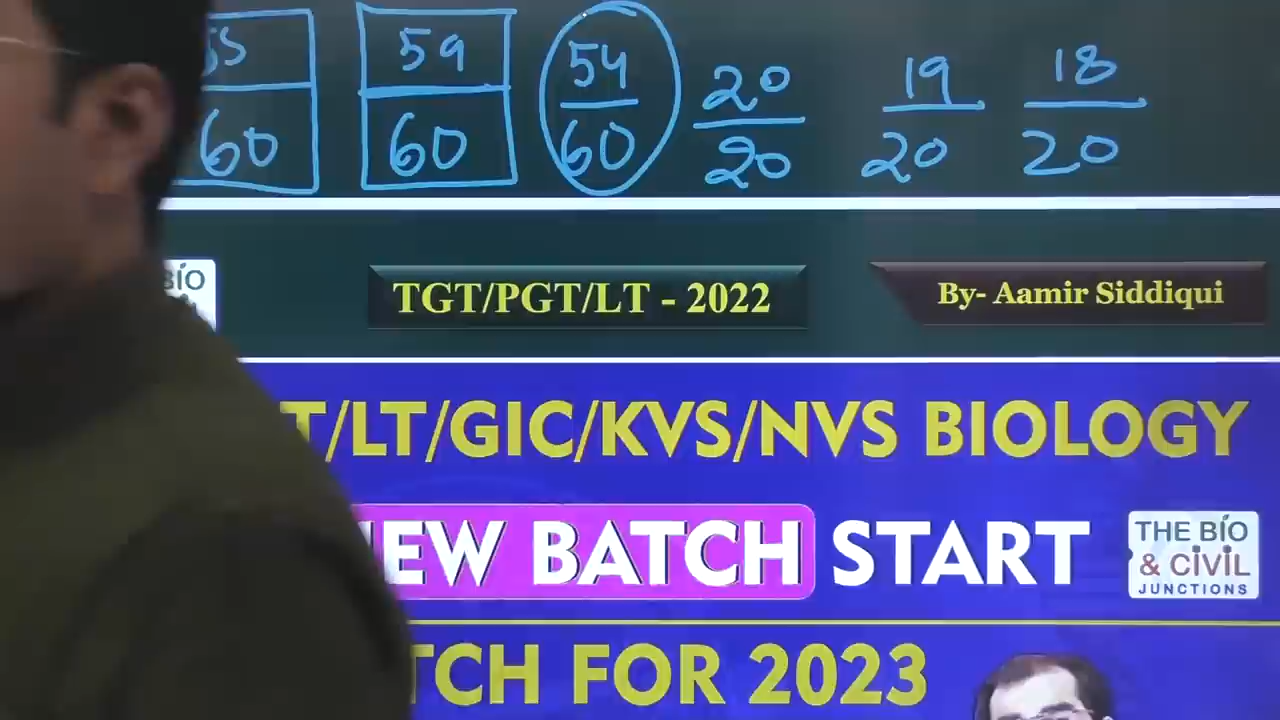 59 54 20 19 18
60 60 60 20 20 20
BIO
TGT/PGT/LT - 2022 By- Aamir Siddiqui
T/LT/GIC/KVS/NVS BIOLOGY
EW BATCH START
THE BIO
& CIVIL
JUNCTIONS
TCH FOR 2023